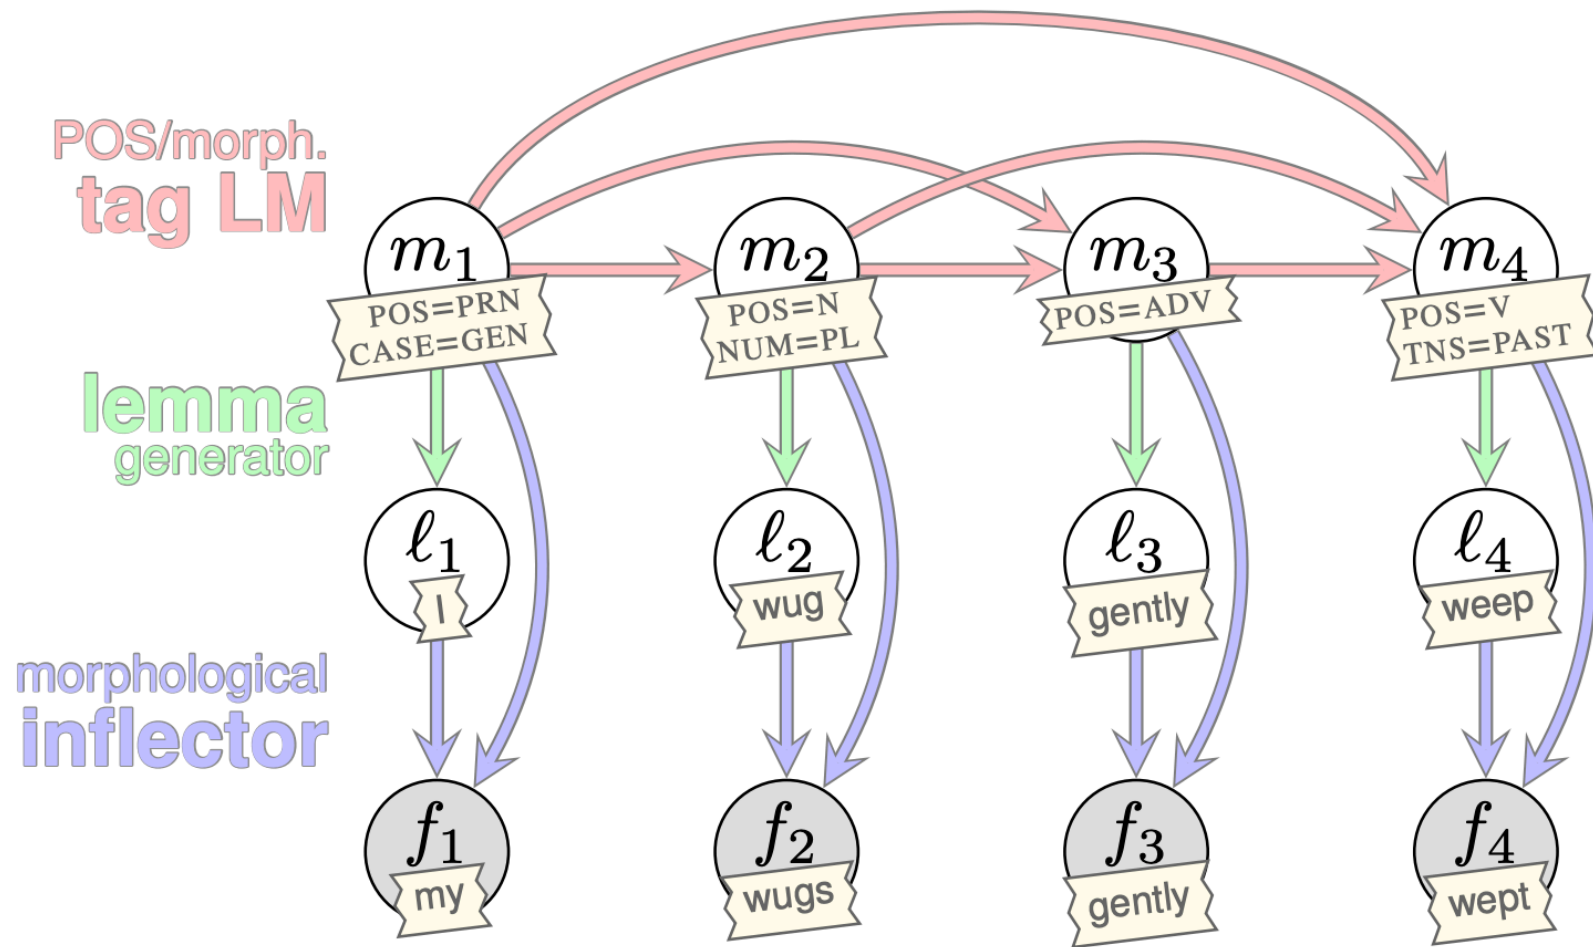 POS/morph.
tag LM
m₁ m₂ m₃ m₄
POS=PRN
CASE=GEN
POS=N
NUM=PL
POS=ADV
POS=V
TNS=PAST
lemma
generator
ℓ₁ ℓ₂ ℓ₃ ℓ₄
I wug gently weep
morphological
inflector
f₁ f₂ f₃ f₄
my wugs gently wept